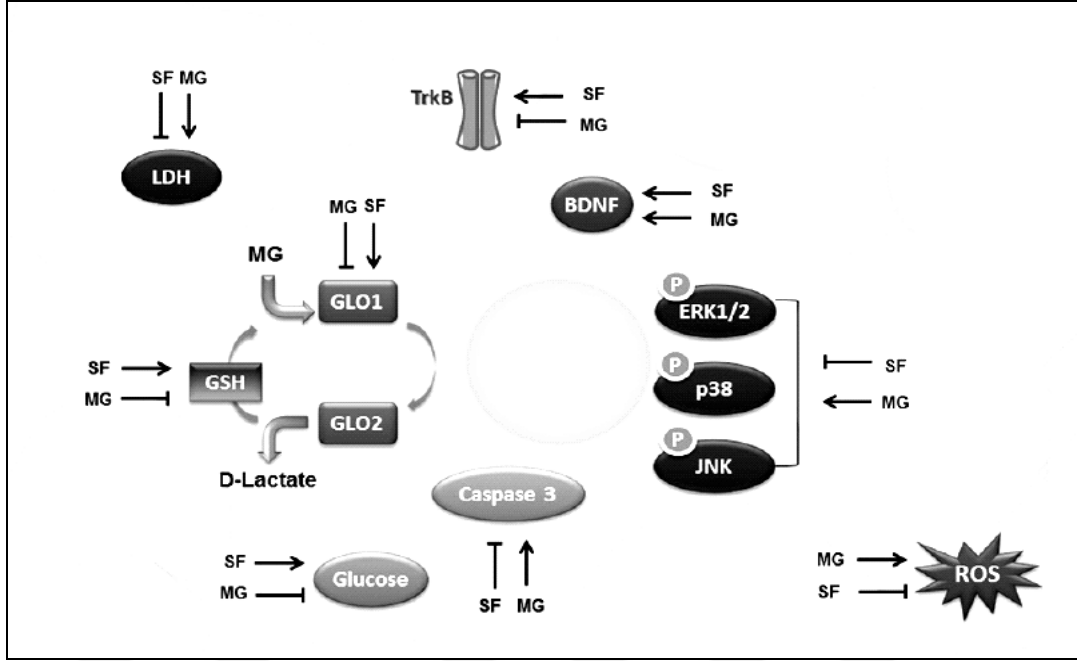 SF MG
LDH
TrkB
SF
MG
BDNF
SF
MG
MG SF
MG
GLO1
SF
MG
GSH
GLO2
D-Lactate
P
ERK1/2
P
p38
P
JNK
SF
MG
Caspase 3
SF MG
SF
MG
Glucose
MG
SF
ROS